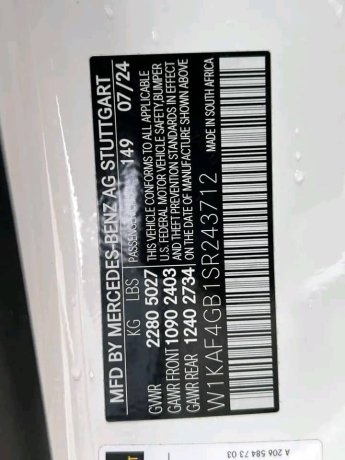 MFD BY MERCEDES-BENZ AG STUTTGART
KG LBS
PASSENGER 149 07/24
GVWR 2280 5027
GAWR FRONT 1090 2403
GAWR REAR 1240 2734
THIS VEHICLE CONFORMS TO ALL APPLICABLE
U.S. FEDERAL MOTOR VEHICLE SAFETY, BUMPER
AND THEFT PREVENTION STANDARDS IN EFFECT
ON THE DATE OF MANUFACTURE SHOWN ABOVE
W1KAF4GB1SR243712
MADE IN SOUTH AFRICA
A 206 584 73 03